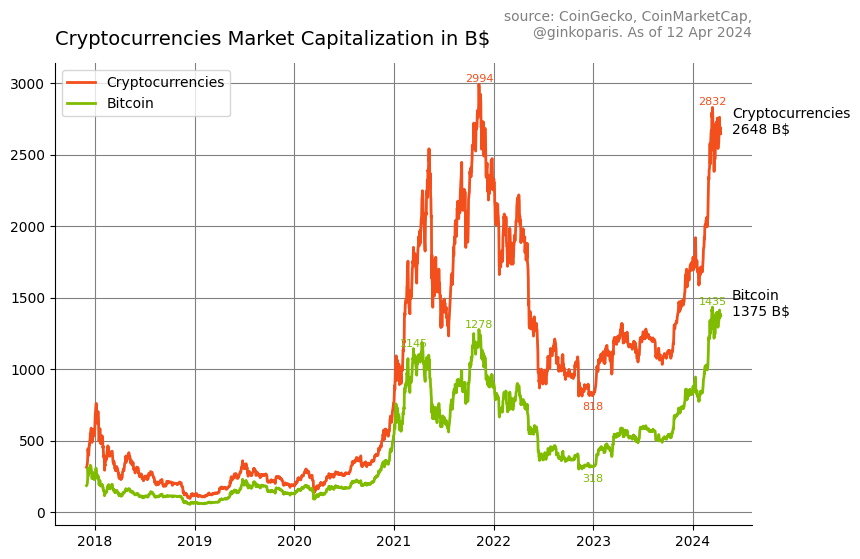 source: CoinGecko, CoinMarketCap,
@ginkoparis. As of 12 Apr 2024
Cryptocurrencies Market Capitalization in B$
Cryptocurrencies
Bitcoin
3000
2500
2000
1500
1000
500
0
2994
2832
Cryptocurrencies
2648 B$
Bitcoin
1375 B$
1435
1278
1145
818
318
2018
2019
2020
2021
2022
2023
2024